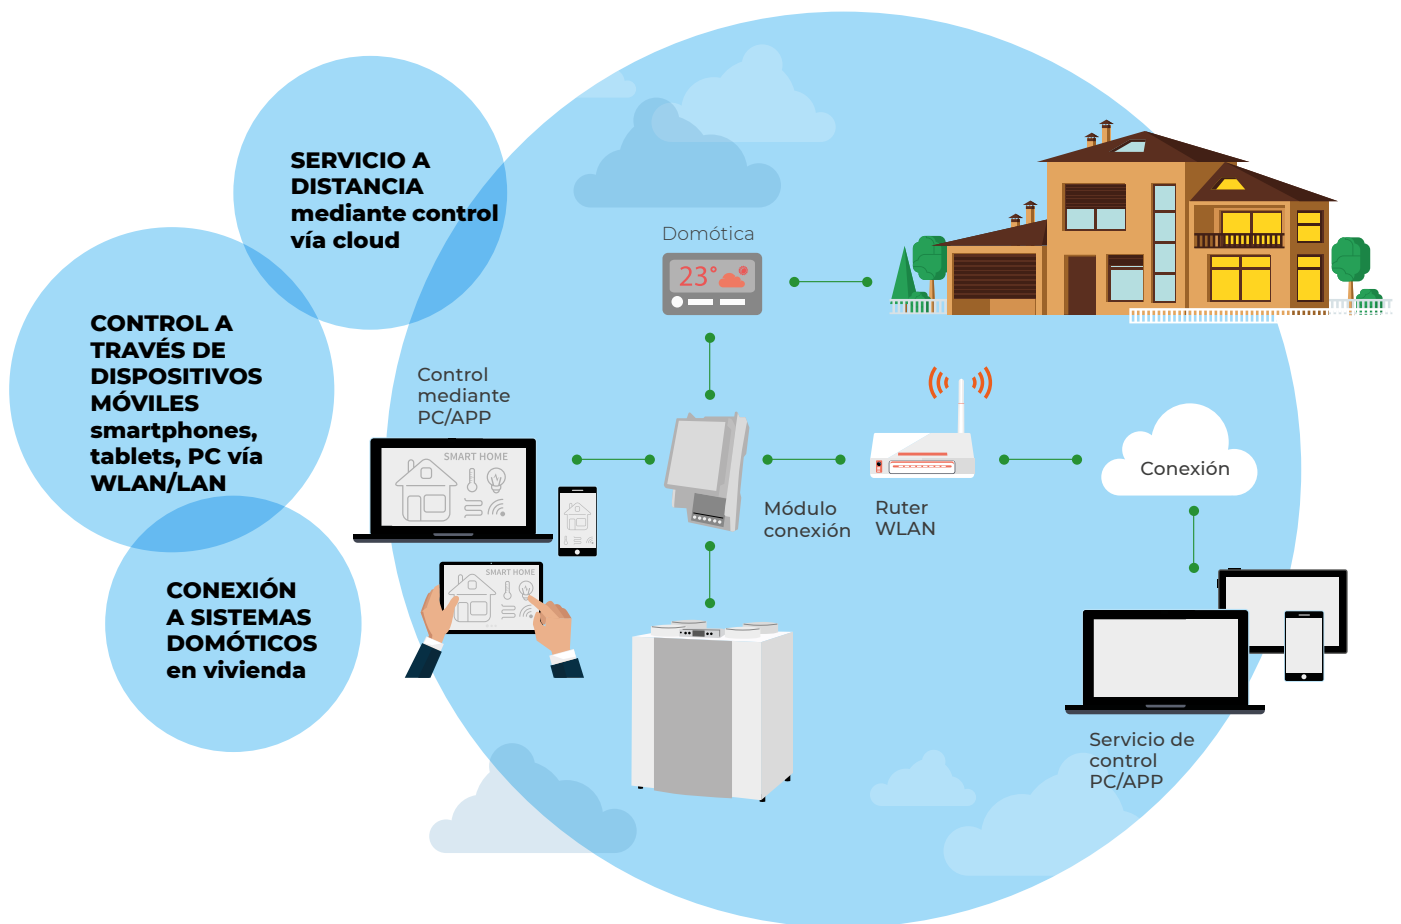 SERVICIO A
DISTANCIA
mediante control
vía cloud
CONTROL A
TRAVÉS DE
DISPOSITIVOS
MÓVILES
smartphones,
tablets, PC vía
WLAN/LAN
CONEXIÓN
A SISTEMAS
DOMÓTICOS
en vivienda
Domótica
23°
Control
mediante
PC/APP
SMART HOME
SMART HOME
Módulo
conexión
Ruter
WLAN
Conexión
Servicio de
control
PC/APP